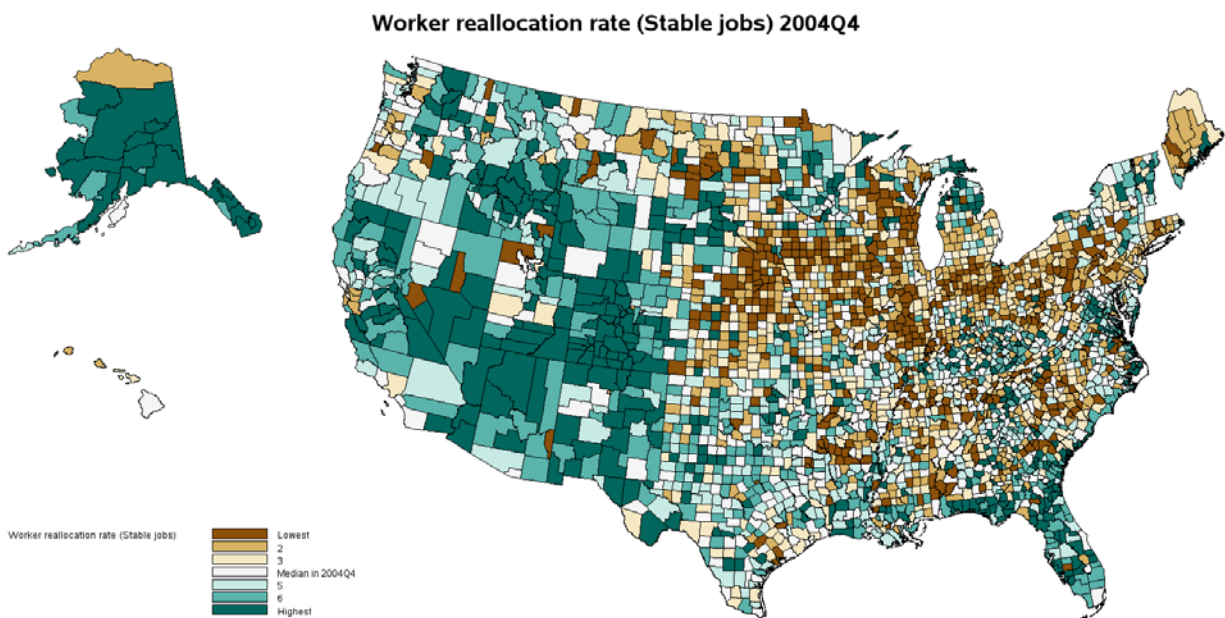 Worker reallocation rate (Stable jobs) 2004Q4
Worker reallocation rate (Stable jobs)
Lowest
2
3
Median in 2004Q4
5
6
Highest